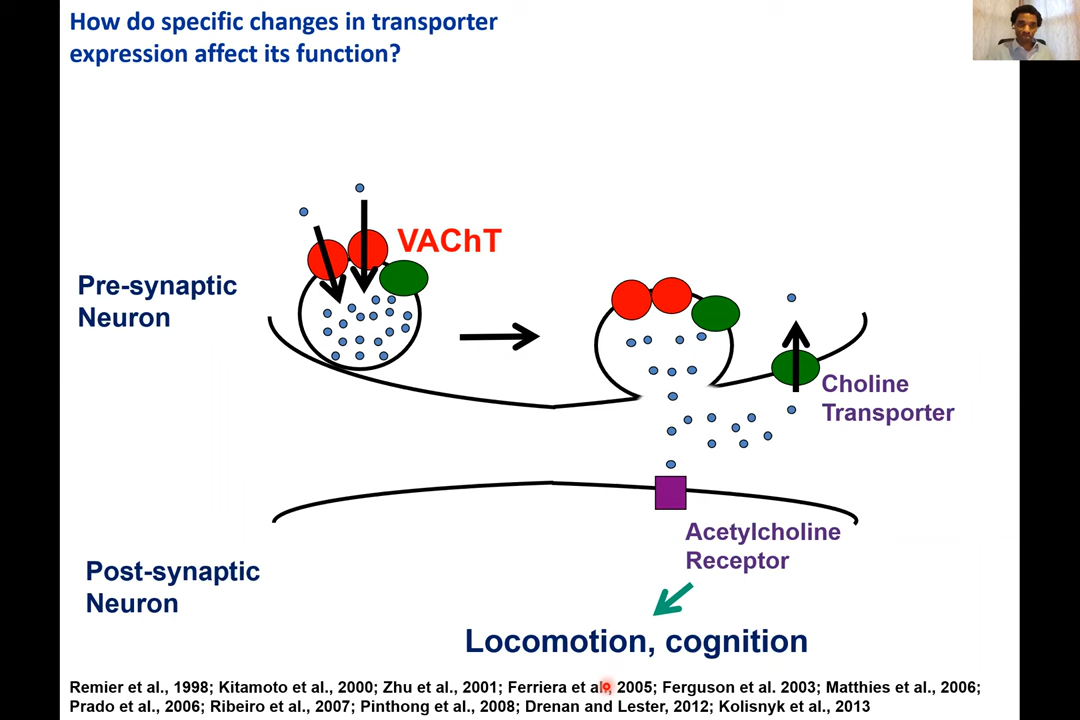 How do specific changes in transporter
expression affect its function?
VAChT
Pre-synaptic
Neuron
Choline
Transporter
Acetylcholine
Receptor
Post-synaptic
Neuron
Locomotion, cognition
Remier et al., 1998; Kitamoto et al., 2000; Zhu et al., 2001; Ferriera et al., 2005; Ferguson et al. 2003; Matthies et al., 2006;
Prado et al., 2006; Ribeiro et al., 2007; Pinthong et al., 2008; Drenan and Lester, 2012; Kolisnyk et al., 2013